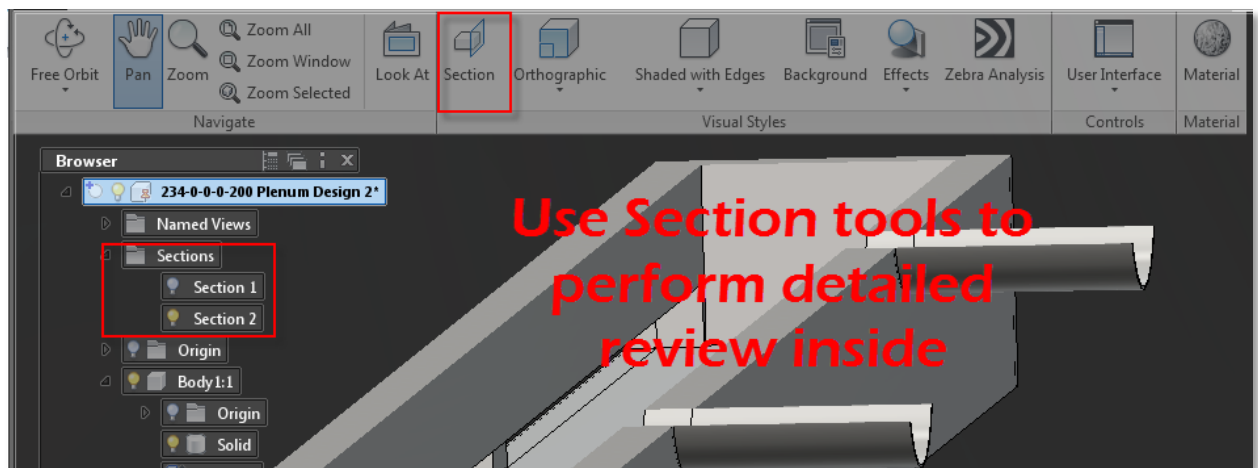 Zoom All
Zoom Window
Zoom Selected
Free Orbit
Pan
Zoom
Look At
Section
Orthographic
Shaded with Edges
Background
Effects
Zebra Analysis
User Interface
Material
Navigate
Visual Styles
Controls
Material
Browser
234-0-0-0-200 Plenum Design 2*
Named Views
Sections
Section 1
Section 2
Origin
Body1:1
Origin
Solid
Use Section tools to
perform detailed
review inside